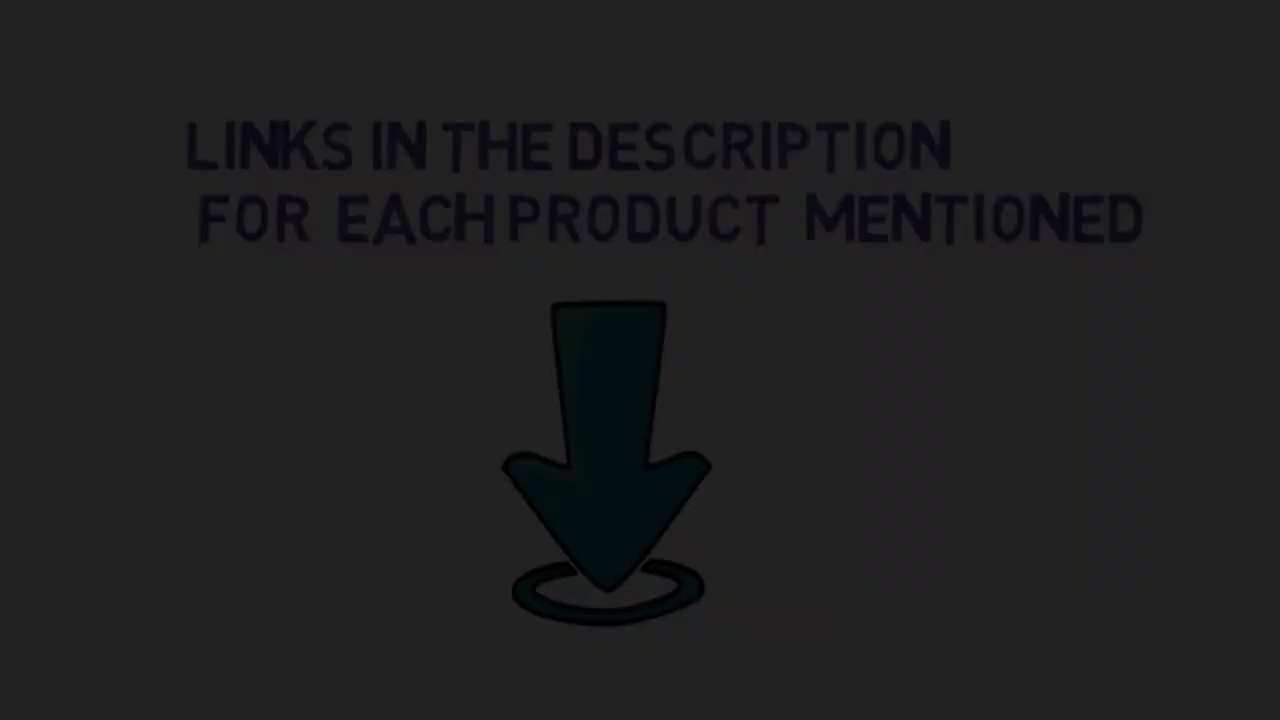 LINKS IN THE DESCRIPTION
FOR EACH PRODUCT MENTIONED